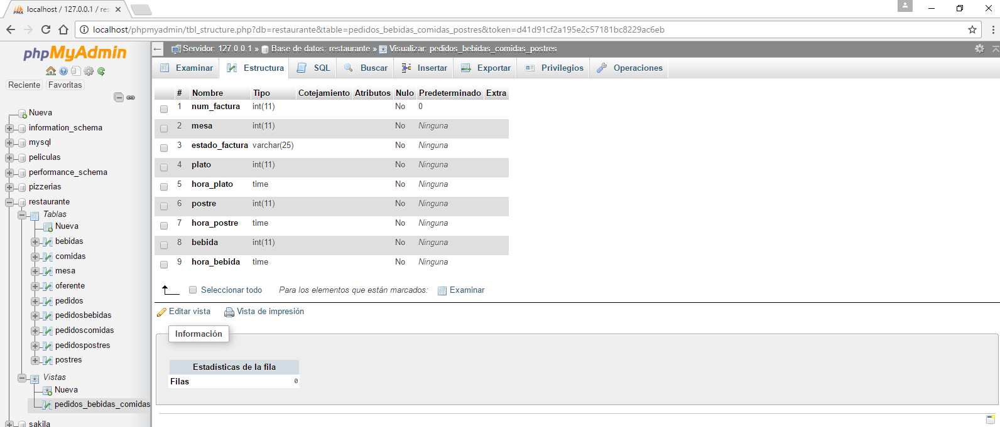 localhost / 127.0.0.1 / res
localhost/phpmyadmin/tbl_structure.php?db=restaurante&table=pedidos_bebidas_comidas_postres&token=d41d91cf2a195e2c57181bc8229ac6eb
phpMyAdmin
Reciente Favoritas
Nueva
information_schema
mysql
peliculas
performance_schema
pizzerias
restaurante
Tablas
Nueva
bebidas
comidas
mesa
oferente
pedidos
pedidosbebidas
pedidoscomidas
pedidospostres
postres
Vistas
Nueva
pedidos_bebidas_comidas
sakila
Servidor: 127.0.0.1 » Base de datos: restaurante » Visualizar: pedidos_bebidas_comidas_postres
Examinar Estructura SQL Buscar Insertar Exportar Privilegios Operaciones
# Nombre Tipo Cotejamiento Atributos Nulo Predeterminado Extra
1 num_factura int(11) No 0
2 mesa int(11) No Ninguna
3 estado_factura varchar(25) No Ninguna
4 plato int(11) No Ninguna
5 hora_plato time No Ninguna
6 postre int(11) No Ninguna
7 hora_postre time No Ninguna
8 bebida int(11) No Ninguna
9 hora_bebida time No Ninguna
Seleccionar todo Para los elementos que están marcados: Examinar
Editar vista Vista de impresión
Información
Estadísticas de la fila
Filas 0